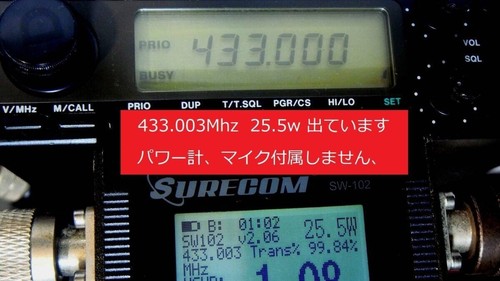 PRIO 433.000
BUSY
VOL
SQL
V/MHz M/CALL PRIO DUP T/T.SQL PGR/CS HI/LO SET
433.003Mhz 25.5w 出ています
パワー計、マイク付属しません、
SURECOM
SW-102
B: 01:02 25.5W
SW102 v2.06
433.003 Trans% 99.84%
MHz